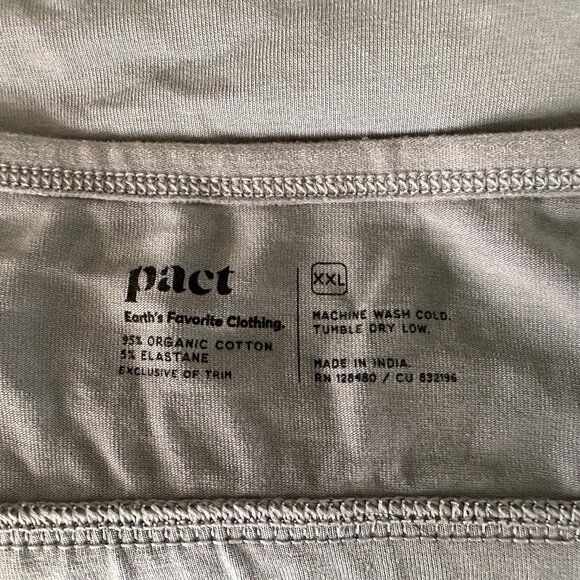 pact
Earth's Favorite Clothing.
95% ORGANIC COTTON
5% ELASTANE
EXCLUSIVE OF TRIM
XXL
MACHINE WASH COLD.
TUMBLE DRY LOW.
MADE IN INDIA.
RN 128480 / CU 832196